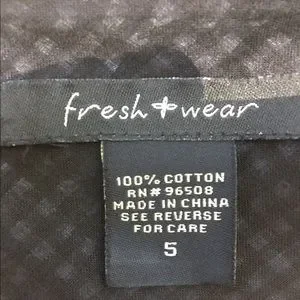 fresh wear
100% COTTON
RN# 96508
MADE IN CHINA
SEE REVERSE
FOR CARE
5